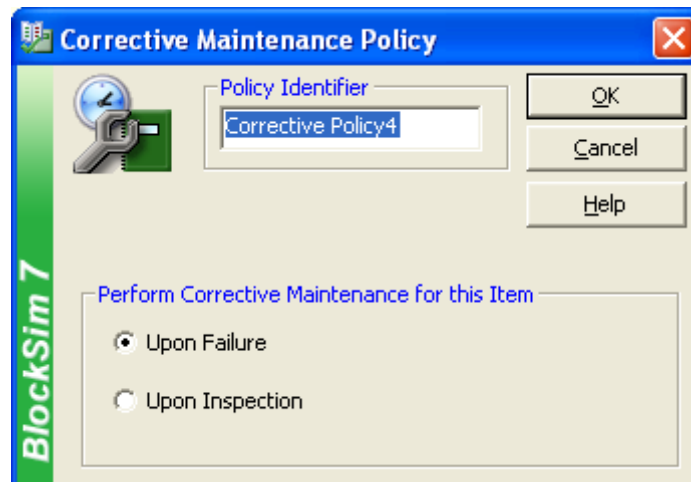 Corrective Maintenance Policy
Policy Identifier
Corrective Policy4
OK
Cancel
Help
Perform Corrective Maintenance for this Item
Upon Failure
Upon Inspection
BlockSim 7